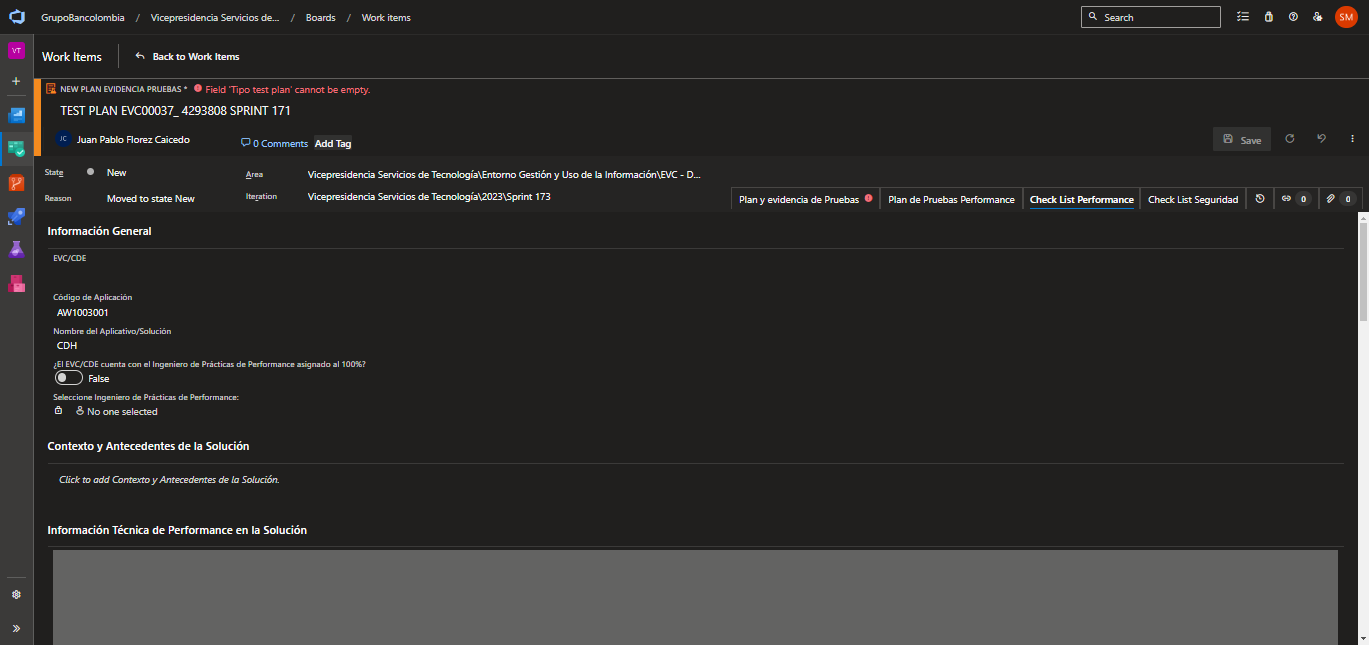 GrupoBancolombia / Vicepresidencia Servicios de... / Boards / Work items
Search
SM
VT
Work Items
Back to Work Items
NEW PLAN EVIDENCIA PRUEBAS * Field 'Tipo test plan' cannot be empty.
TEST PLAN EVC00037_ 4293808 SPRINT 171
JC Juan Pablo Florez Caicedo
0 Comments
Add Tag
Save
State New
Area Vicepresidencia Servicios de Tecnología\Entorno Gestión y Uso de la Información\EVC - D...
Reason Moved to state New
Iteration Vicepresidencia Servicios de Tecnología\2023\Sprint 173
Plan y evidencia de Pruebas
Plan de Pruebas Performance
Check List Performance
Check List Seguridad
0
0
Información General
EVC/CDE
Código de Aplicación
AW1003001
Nombre del Aplicativo/Solución
CDH
¿El EVC/CDE cuenta con el Ingeniero de Prácticas de Performance asignado al 100%?
False
Seleccione Ingeniero de Prácticas de Performance:
No one selected
Contexto y Antecedentes de la Solución
Click to add Contexto y Antecedentes de la Solución.
Información Técnica de Performance en la Solución